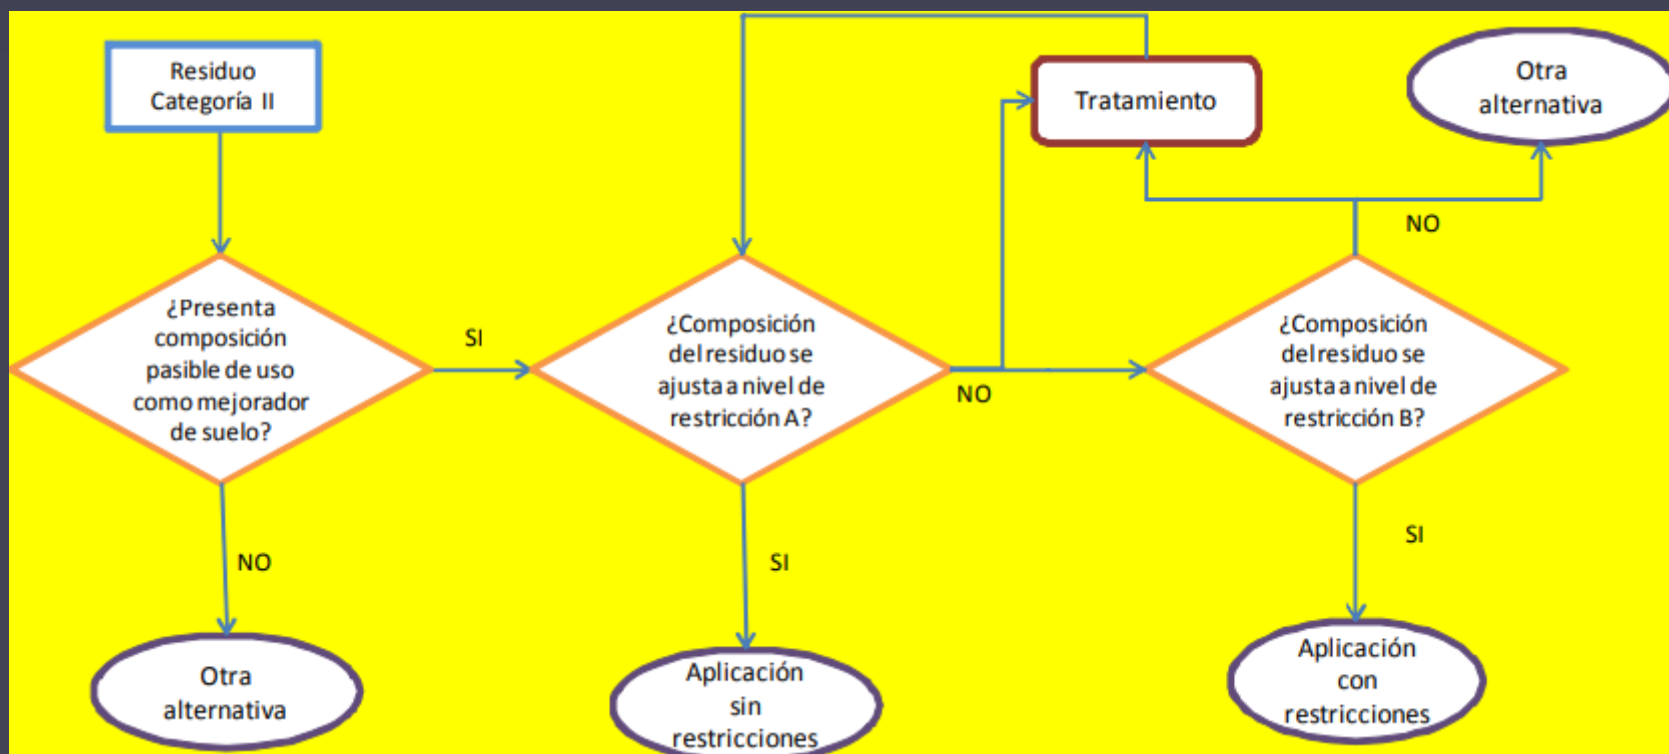 Residuo
Categoría II
Tratamiento
Otra
alternativa
NO
¿Presenta
composición
pasible de uso
como mejorador
de suelo?
SI
¿Composición
del residuo se
ajusta a nivel de
restricción A?
NO
¿Composición
del residuo se
ajusta a nivel de
restricción B?
NO
SI
SI
Otra
alternativa
Aplicación
sin
restricciones
Aplicación
con
restricciones